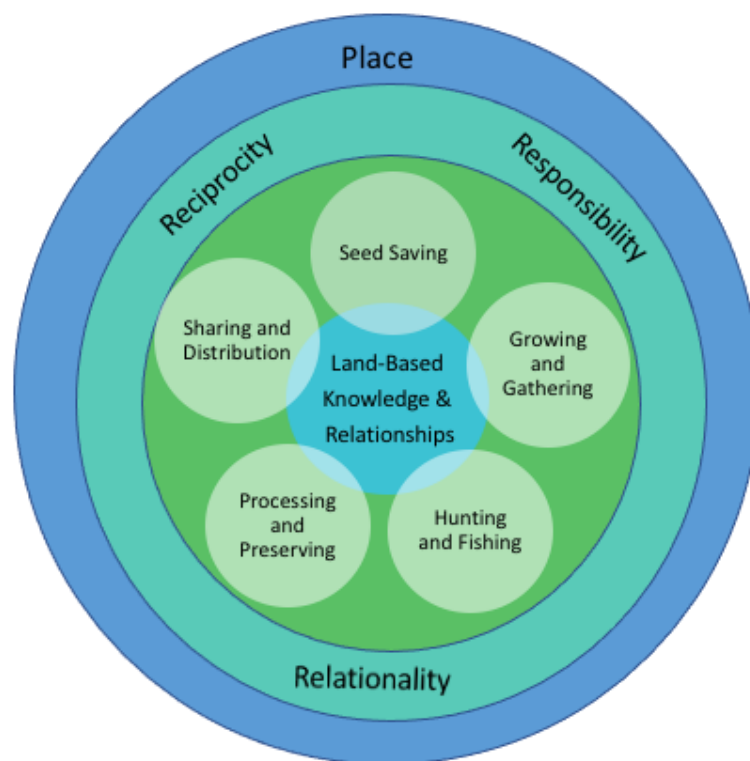 Place
Reciprocity
Responsibility
Seed Saving
Sharing and
Distribution
Growing
and
Gathering
Land-Based
Knowledge &
Relationships
Processing
and
Preserving
Hunting
and Fishing
Relationality